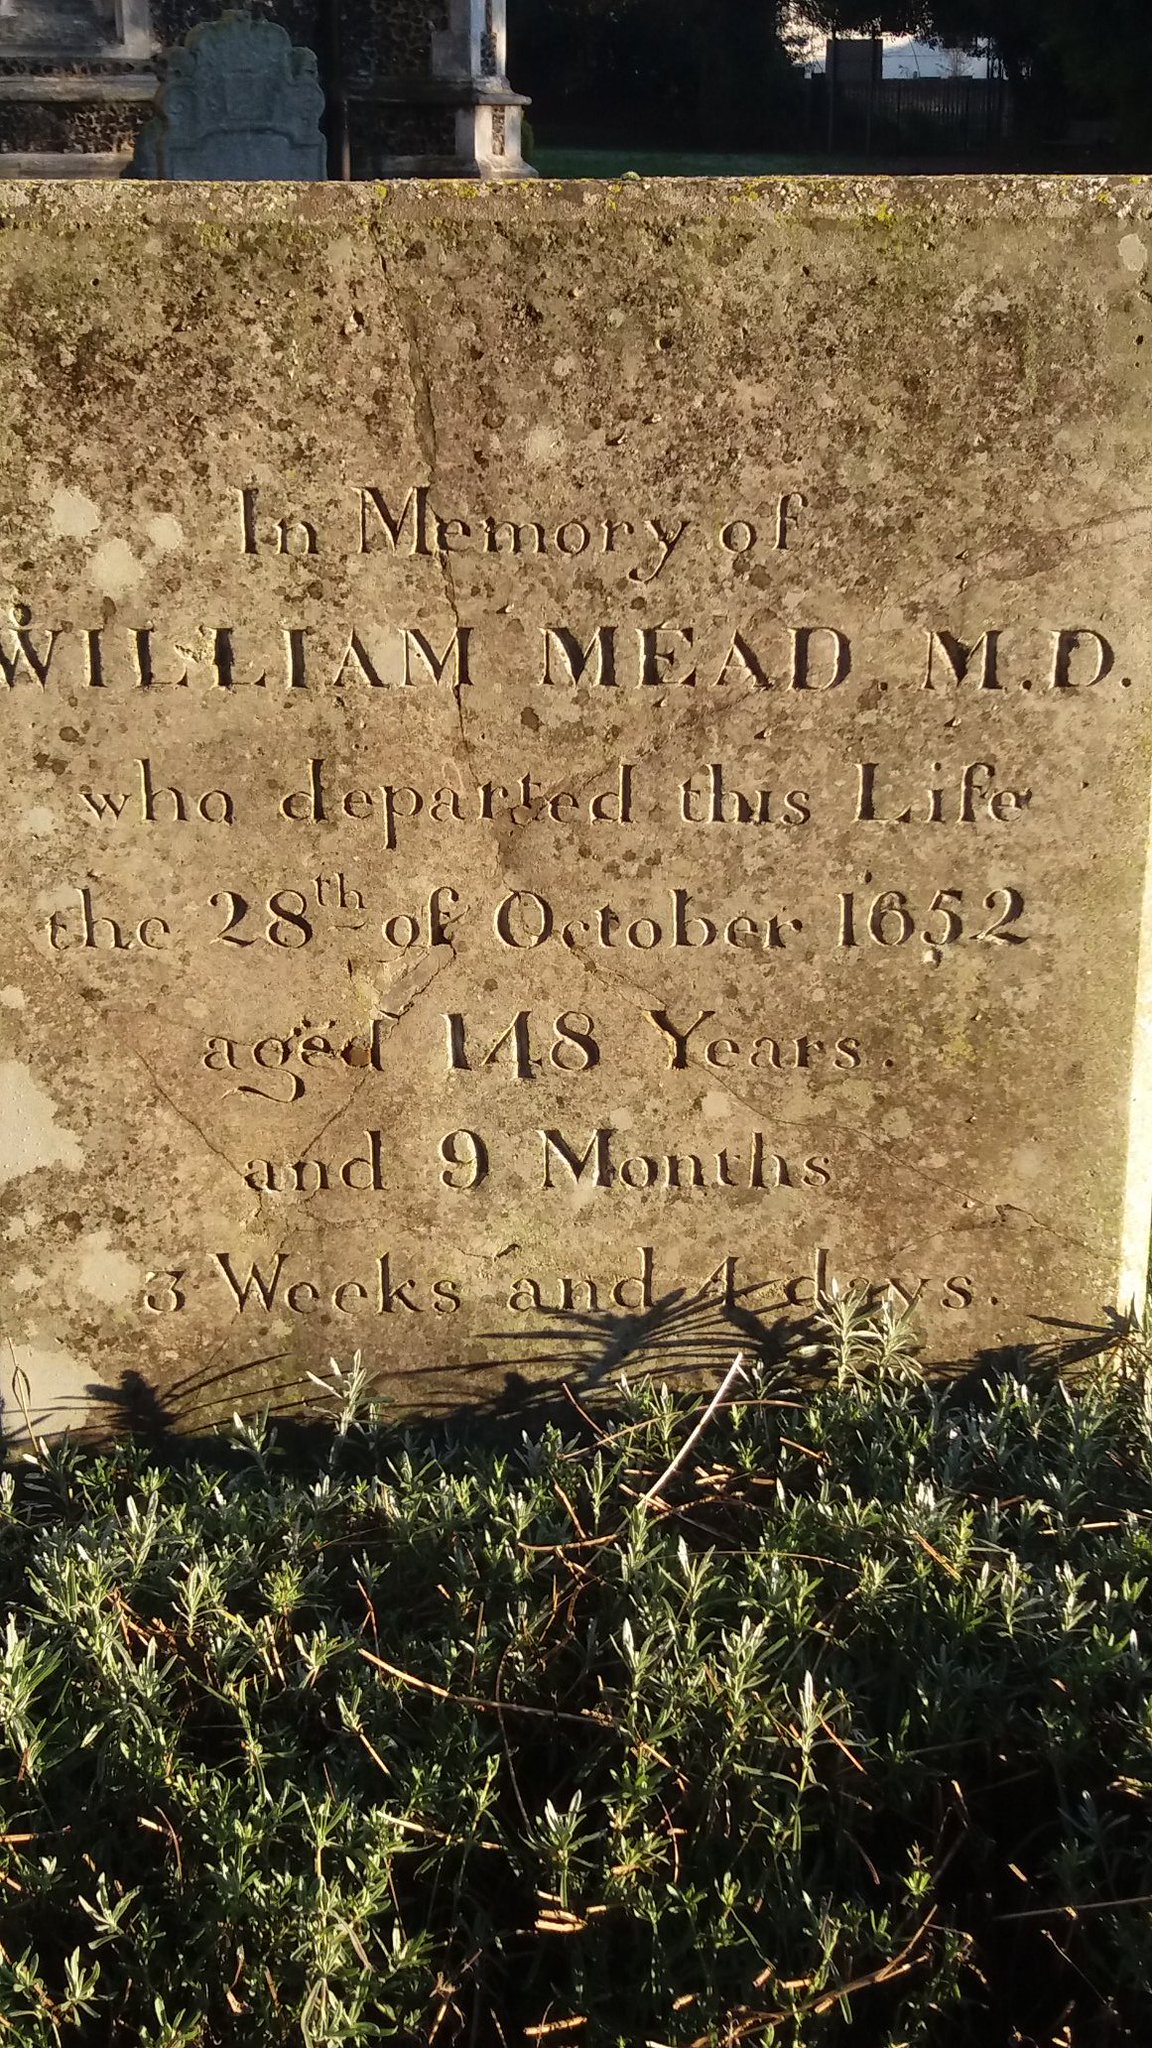 In Memory of
WILLIAM MEAD M.D.
who departed this Life
the 28th of October 1652
aged 148 Years.
and 9 Months
3 Weeks and 4 days.